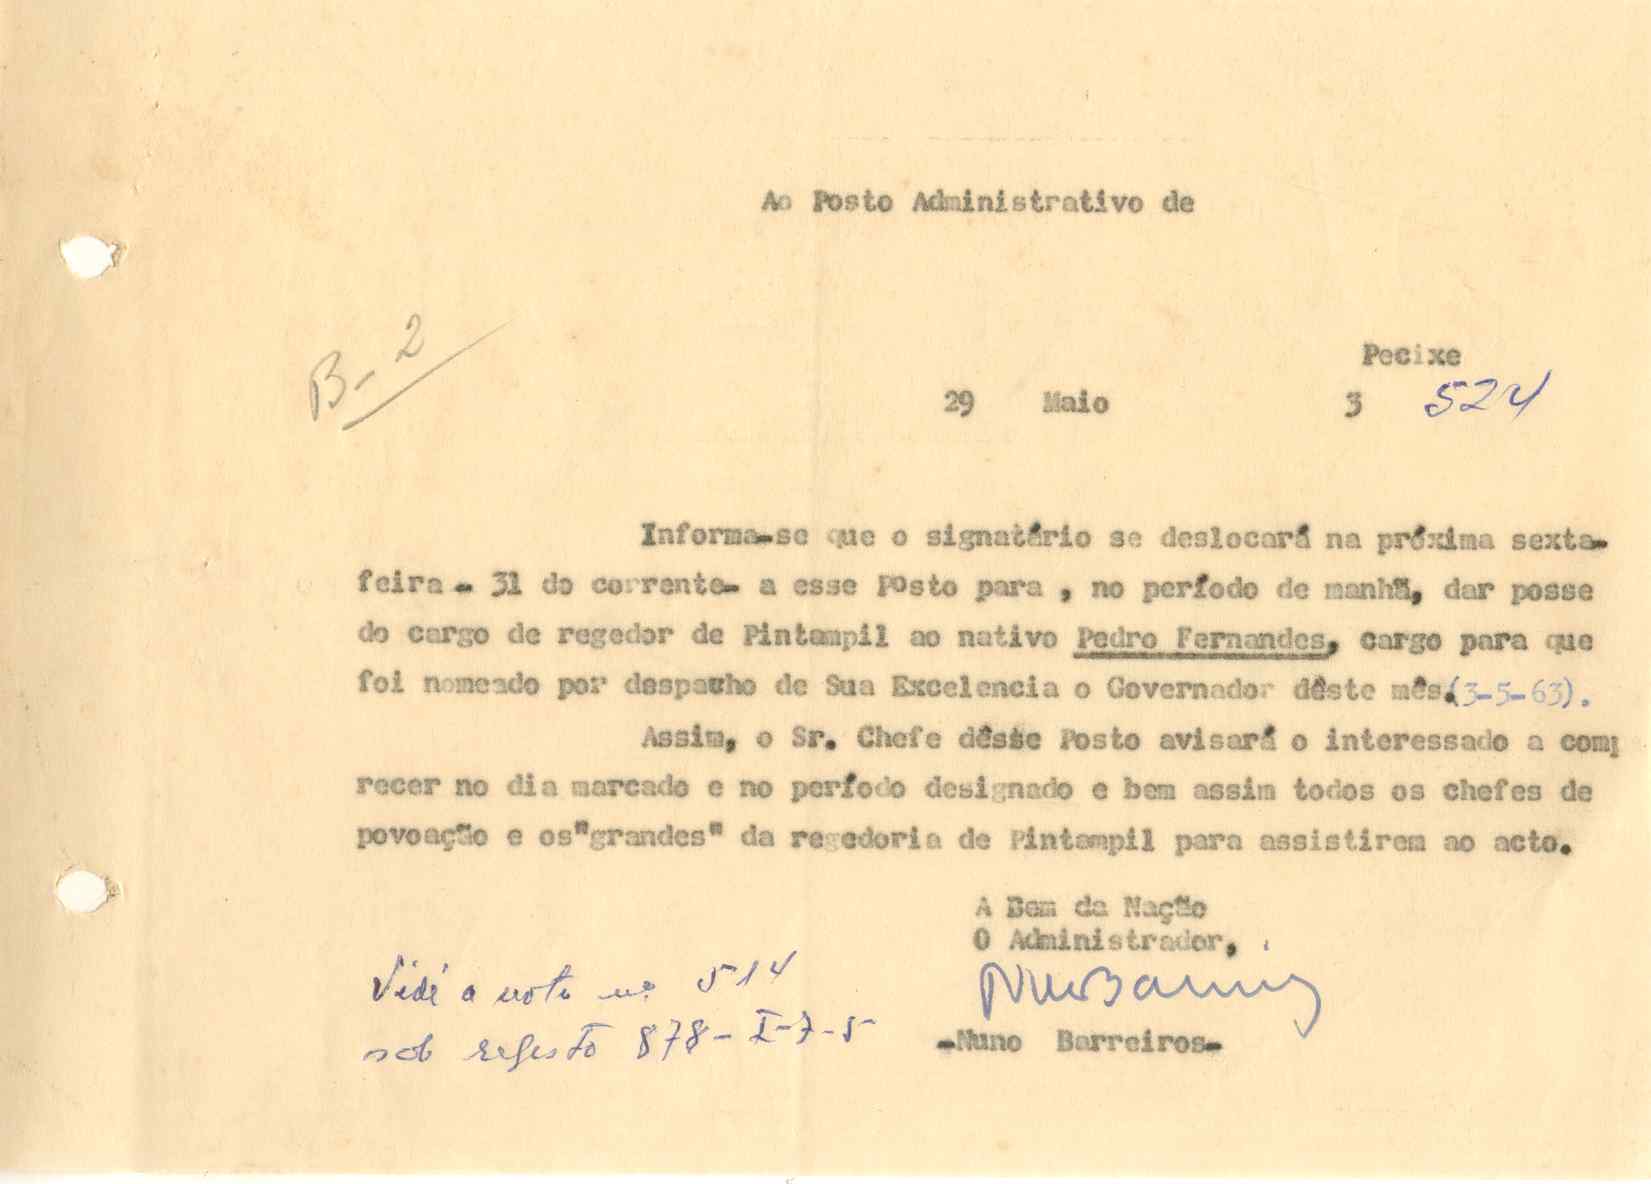 Ao Posto Administrativo de
B-2
Pecixe
29 Maio 3 524
Informa-se que o signatário se deslocará na próxima sexta-
feira - 31 do corrente- a esse Posto para , no período de manhã, dar posse
do cargo de regedor de Pintampil ao nativo Pedro Fernandes, cargo para que
foi nomeado por despacho de Sua Excelencia o Governador dêste mês.(3-5-63).
Assim, o Sr. Chefe dêsse Posto avisará o interessado a comp
recer no dia marcado e no período designado e bem assim todos os chefes de
povoação e os"grandes" da regedoria de Pintampil para assistirem ao acto.
A Bem da Nação
O Administrador,
NunoBarreiros
-Nuno Barreiros-
Vidé a nota nº 514
sob registo 878-I-7-5-